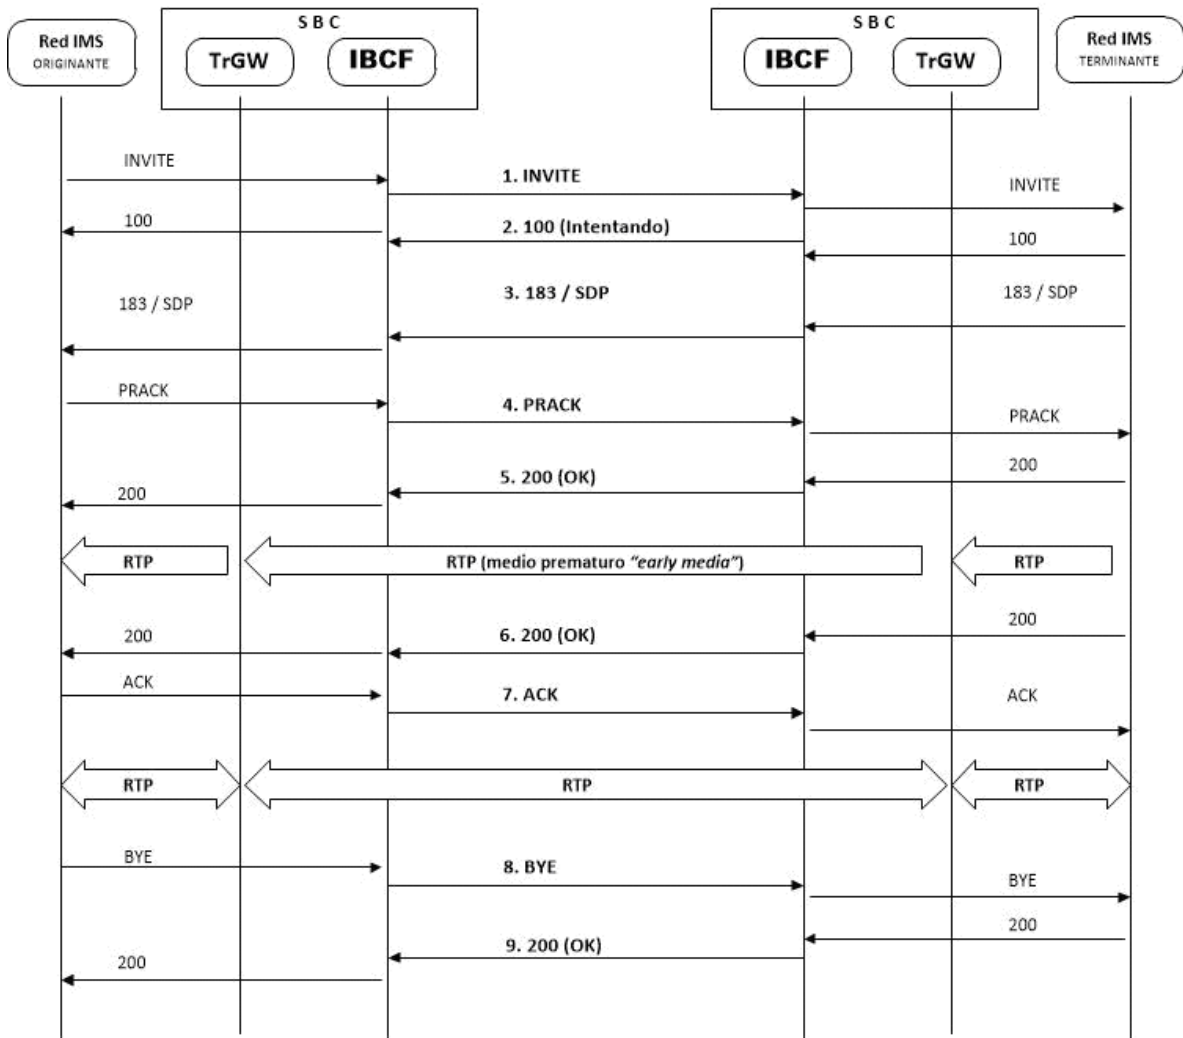 S B C
S B C
Red IMS
ORIGINANTE
TrGW
IBCF
IBCF
TrGW
Red IMS
TERMINANTE
INVITE
1. INVITE
INVITE
100
2. 100 (Intentando)
100
183 / SDP
3. 183 / SDP
183 / SDP
PRACK
4. PRACK
PRACK
200
5. 200 (OK)
200
RTP
RTP (medio prematuro “early media”)
RTP
200
6. 200 (OK)
200
ACK
7. ACK
ACK
RTP
RTP
RTP
BYE
8. BYE
BYE
200
9. 200 (OK)
200